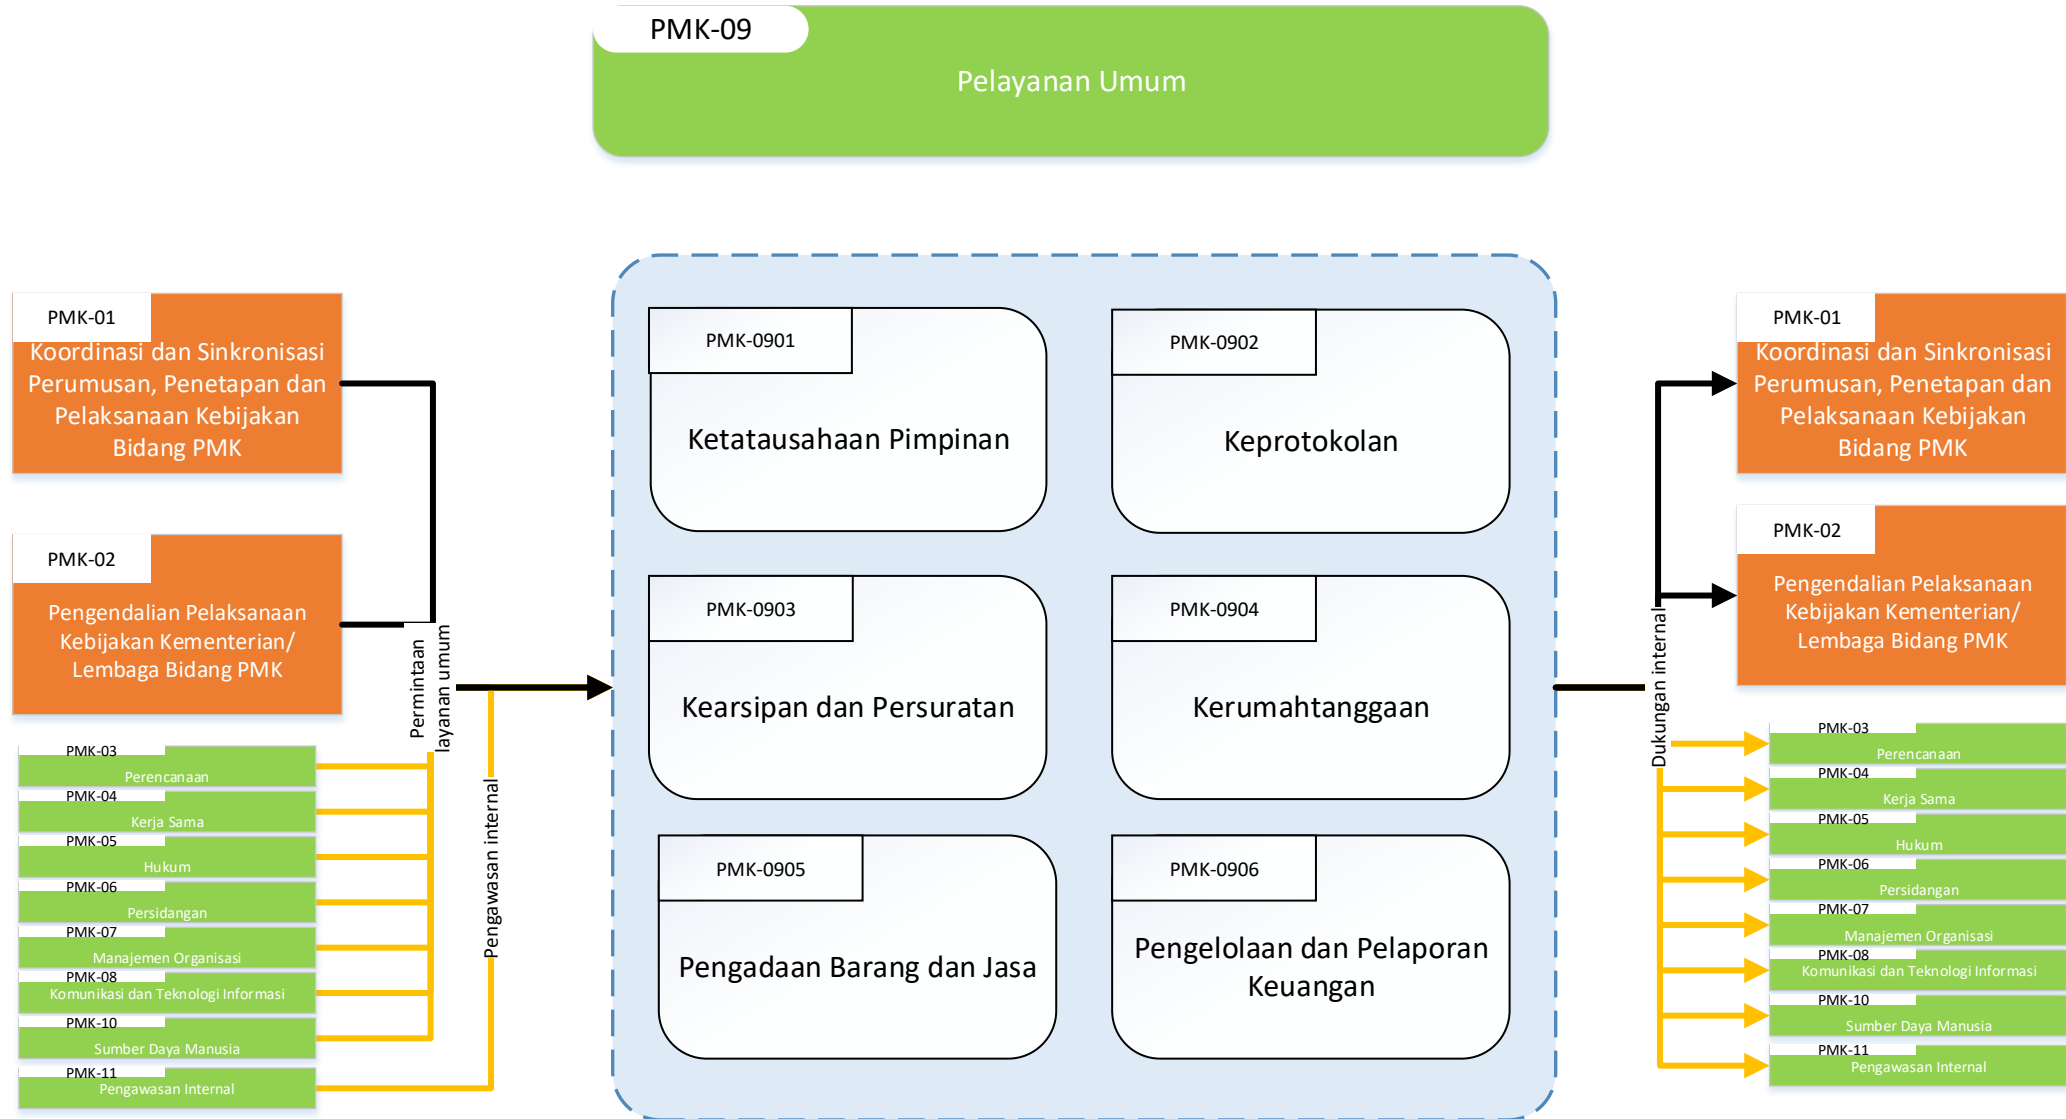 PMK-09
Pelayanan Umum
PMK-01
Koordinasi dan Sinkronisasi
Perumusan, Penetapan dan
Pelaksanaan Kebijakan
Bidang PMK
PMK-02
Pengendalian Pelaksanaan
Kebijakan Kementerian/
Lembaga Bidang PMK
PMK-03
Perencanaan
PMK-04
Kerja Sama
PMK-05
Hukum
PMK-06
Persidangan
PMK-07
Manajemen Organisasi
PMK-08
Komunikasi dan Teknologi Informasi
PMK-10
Sumber Daya Manusia
PMK-11
Pengawasan Internal
Permintaan
layanan umum
Pengawasan internal
PMK-0901
Ketatausahaan Pimpinan
PMK-0902
Keprotokolan
PMK-0903
Kearsipan dan Persuratan
PMK-0904
Kerumahtanggaan
PMK-0905
Pengadaan Barang dan Jasa
PMK-0906
Pengelolaan dan Pelaporan
Keuangan
Dukungan internal
PMK-01
Koordinasi dan Sinkronisasi
Perumusan, Penetapan dan
Pelaksanaan Kebijakan
Bidang PMK
PMK-02
Pengendalian Pelaksanaan
Kebijakan Kementerian/
Lembaga Bidang PMK
PMK-03
Perencanaan
PMK-04
Kerja Sama
PMK-05
Hukum
PMK-06
Persidangan
PMK-07
Manajemen Organisasi
PMK-08
Komunikasi dan Teknologi Informasi
PMK-10
Sumber Daya Manusia
PMK-11
Pengawasan Internal